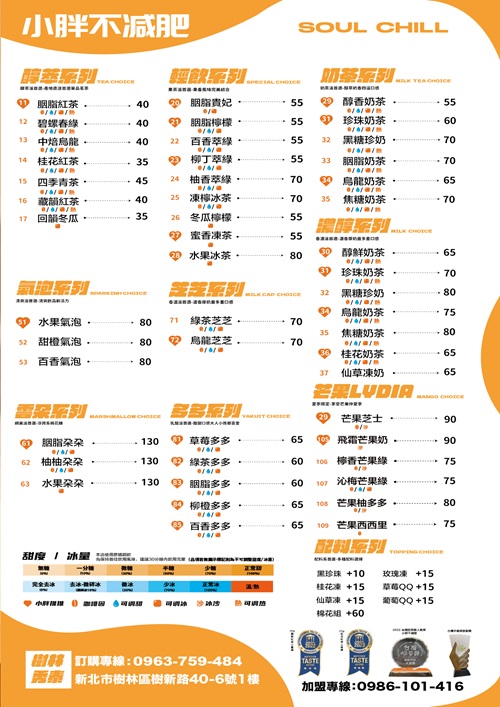 小胖不減肥
SOUL CHILL
醇萃系列 TEA CHOICE
11 胭脂紅茶 40
12 碧螺春綠 40
13 中焙烏龍 40
14 桂花紅茶 35
15 四季青茶 45
16 藏韻紅茶 40
17 回韻冬瓜 35
輕飲系列 SPECIAL CHOICE
20 胭脂貴妃 55
21 胭脂檸檬 55
22 百香萃綠 55
23 柳丁萃綠 55
24 柚香萃綠 70
25 凍檸冰茶 70
26 冬瓜檸檬 55
27 蜜香凍茶 55
28 水果冰茶 80
奶茶系列 MILK TEA CHOICE
29 醇香奶茶 55
31 珍珠奶茶 60
32 黑糖珍奶 70
33 胭脂奶茶 70
34 烏龍奶茶 65
35 焦糖奶茶 70
濃醇系列 MILK CHOICE
30 醇鮮奶茶 65
31 珍珠奶茶 70
32 黑糖珍奶 80
34 烏龍奶茶 75
35 焦糖奶茶 80
36 桂花奶茶 65
37 仙草凍奶 65
氣泡系列 SPARKLING CHOICE
51 水果氣泡 80
52 甜橙氣泡 80
53 百香氣泡 80
芝芝系列 MILK CAP CHOICE
71 綠茶芝芝 70
72 烏龍芝芝 70
雲朵系列 MARSHMALLOW CHOICE
61 胭脂朵朵 130
62 柚柚朵朵 130
63 水果朵朵 130
多多系列 YAKULT CHOICE
81 草莓多多 65
82 綠茶多多 60
83 胭脂多多 60
84 柳橙多多 65
85 百香多多 65
芒果LYDIA MANGO CHOICE
29 芒果芝士 90
105 飛霜芒果奶 90
106 檸香芒果綠 75
107 沁梅芒果綠 75
108 芒果柚多多 80
109 芒果西西里 75
配料系列 TOPPING CHOICE
黑珍珠 +10 玫瑰凍 +15
桂花凍 +15 草莓QQ +15
仙草凍 +15 葡萄QQ +15
棉花組 +60
甜度 / 冰量
無糖 一分糖 微糖 半糖 少糖 正常甜
完全去冰 去冰-微碎冰 微冰 少冰 正常冰 溫/熱
小胖推推 咖啡因 可調甜 可調冰 冰沙 可調熱
樹林
訂購專線:0963-759-484
新北市樹林區樹新路40-6號1樓
加盟專線:0986-101-416